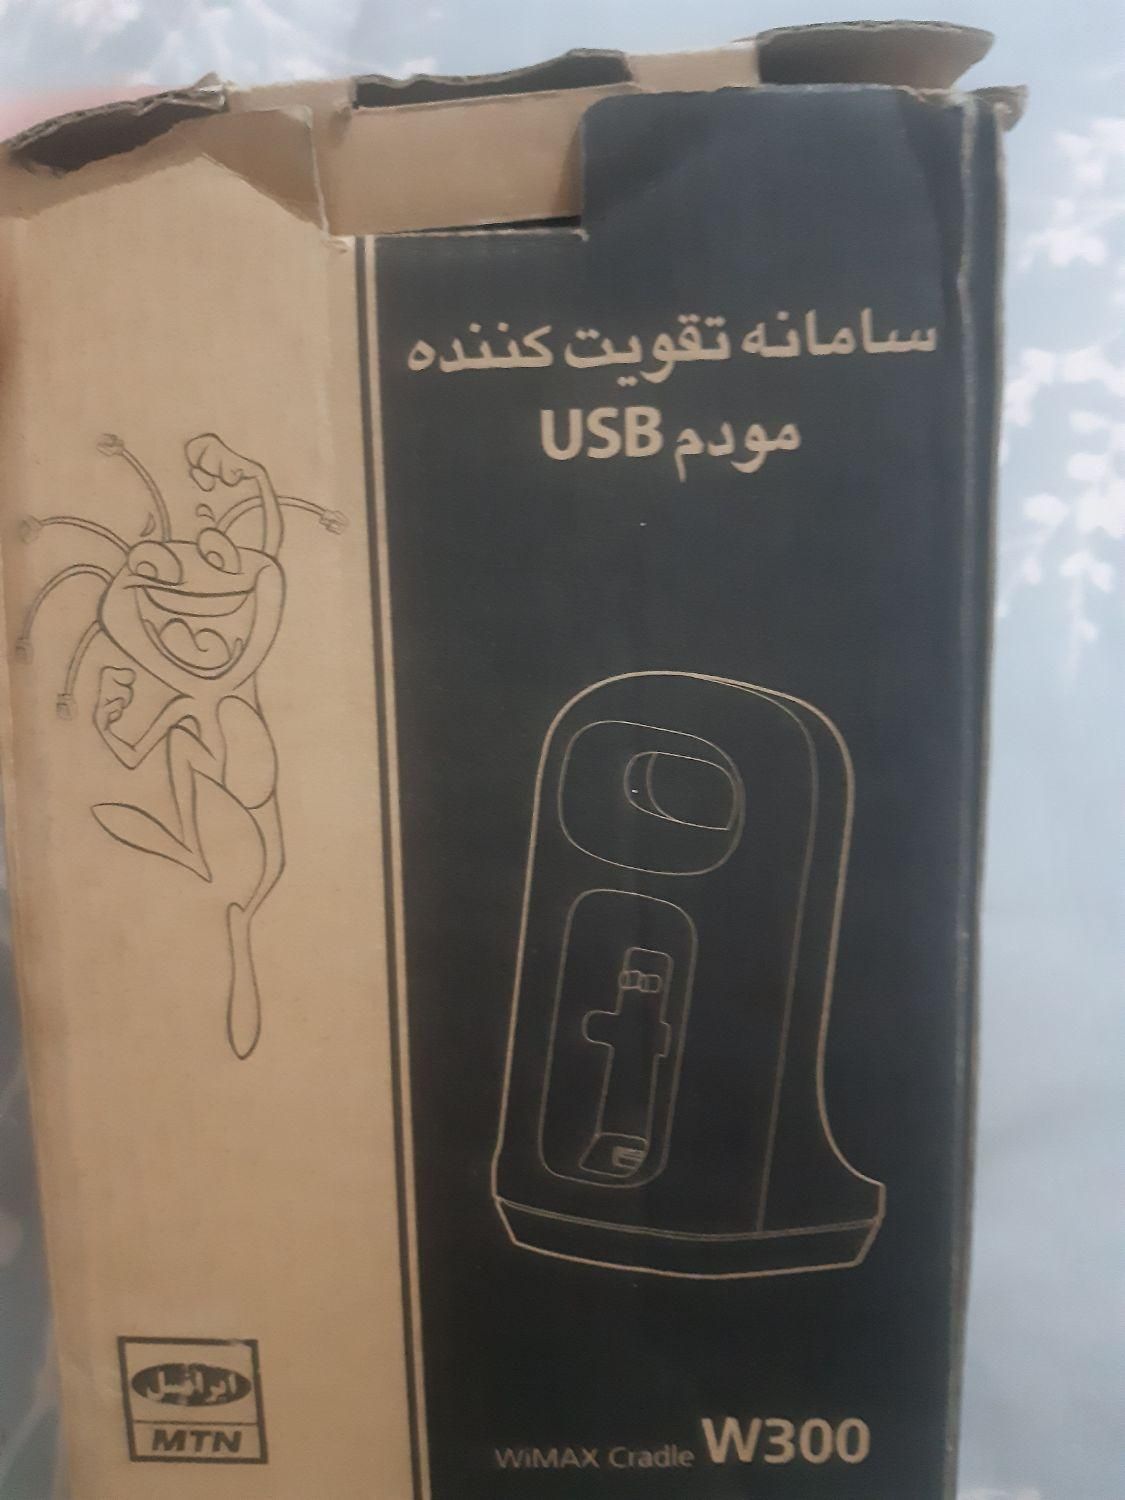 سامانه تقویت کننده
مودم USB
ایرانسل
MTN
WiMAX Cradle W300